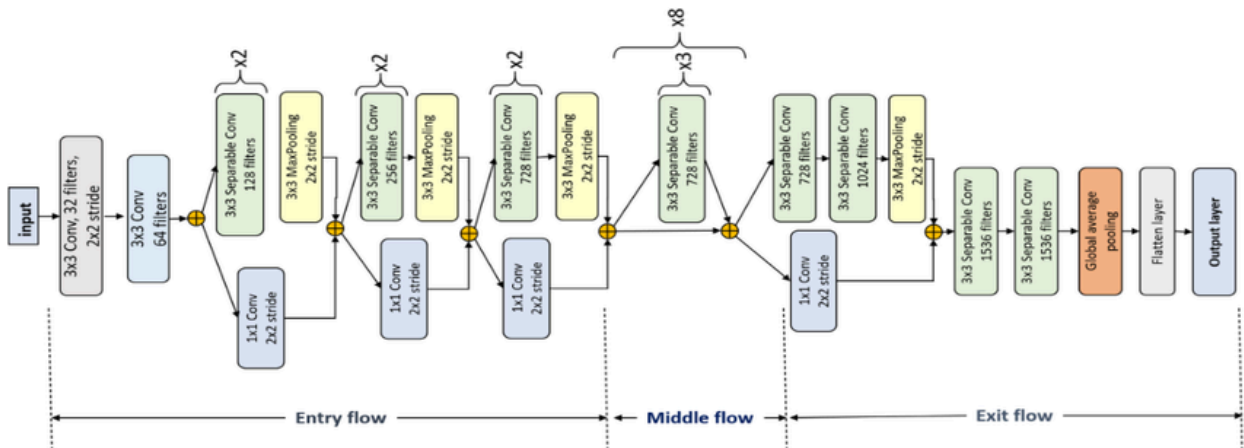 input
3x3 Conv, 32 filters,
2x2 stride
3x3 Conv
64 filters
x2
3x3 Separable Conv
128 filters
3x3 MaxPooling
2x2 stride
1x1 Conv
2x2 stride
x2
3x3 Separable Conv
256 filters
3x3 MaxPooling
2x2 stride
1x1 Conv
2x2 stride
x2
3x3 Separable Conv
728 filters
3x3 MaxPooling
2x2 stride
1x1 Conv
2x2 stride
x8
x3
3x3 Separable Conv
728 filters
3x3 Separable Conv
728 filters
3x3 Separable Conv
1024 filters
3x3 MaxPooling
2x2 stride
1x1 Conv
2x2 stride
3x3 Separable Conv
1536 filters
3x3 Separable Conv
1536 filters
Global average
pooling
Flatten layer
Output layer
Entry flow
Middle flow
Exit flow